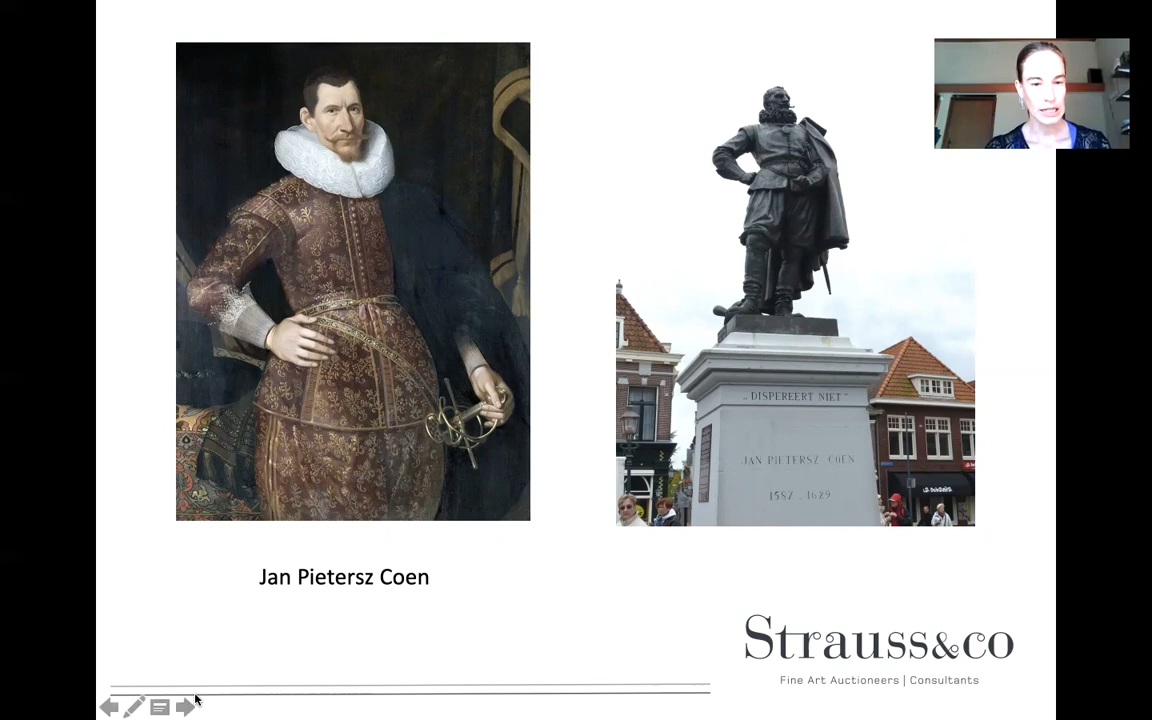 „DISPEREERT NIET"
JAN PIETERSZ COEN
1587 . 1629
Jan Pietersz Coen
Strauss&co
Fine Art Auctioneers | Consultants